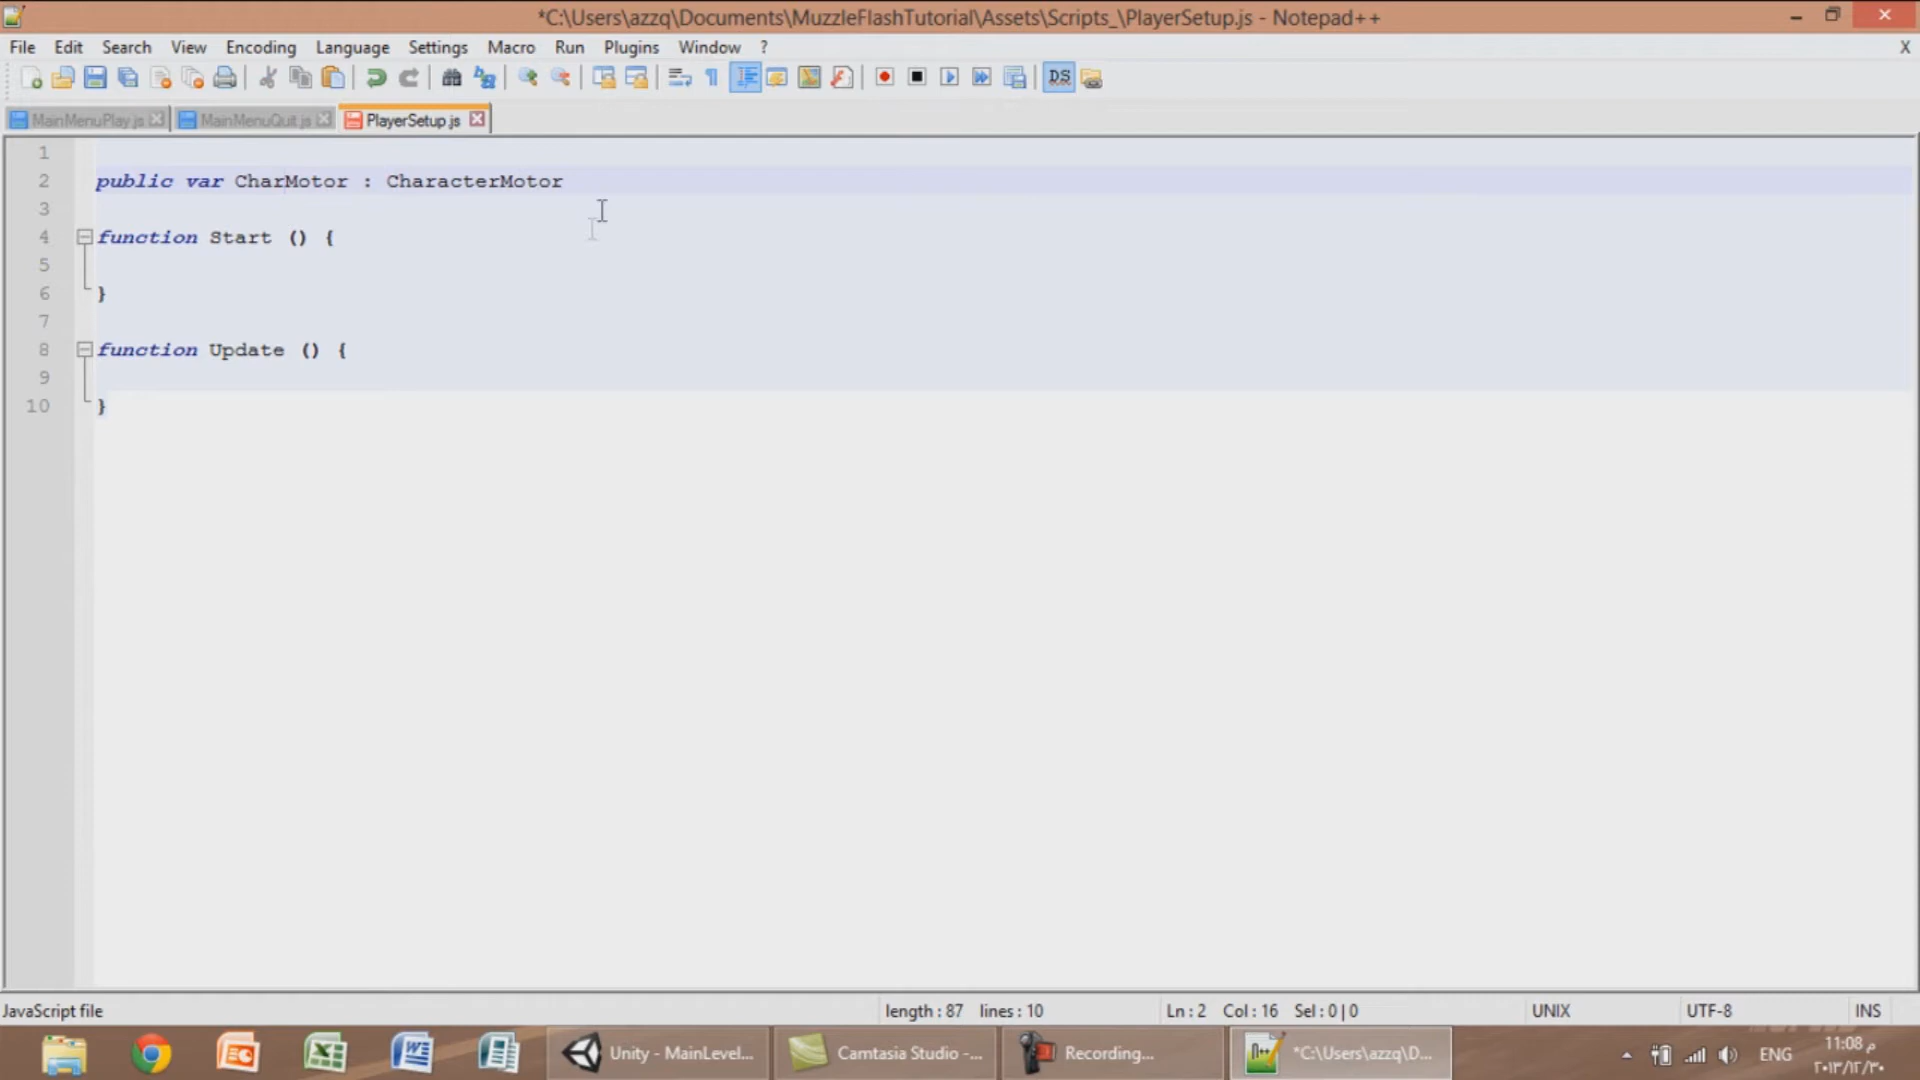 *C:\Users\azzq\Documents\MuzzleFlashTutorial\Assets\Scripts_\PlayerSetup.js - Notepad++
File Edit Search View Encoding Language Settings Macro Run Plugins Window ? X
MainMenuPlay.js MainMenuQuit.js PlayerSetup.js
1
2 public var CharMotor : CharacterMotor
3
4 function Start () {
5
6 }
7
8 function Update () {
9
10 }
JavaScript file length : 87 lines : 10 Ln : 2 Col : 16 Sel : 0 | 0 UNIX UTF-8 INS
Unity - MainLevel... Camtasia Studio -... Recording... *C:\Users\azzq\D... ENG 11:08 م
٢٠١٣/١٢/٣٠